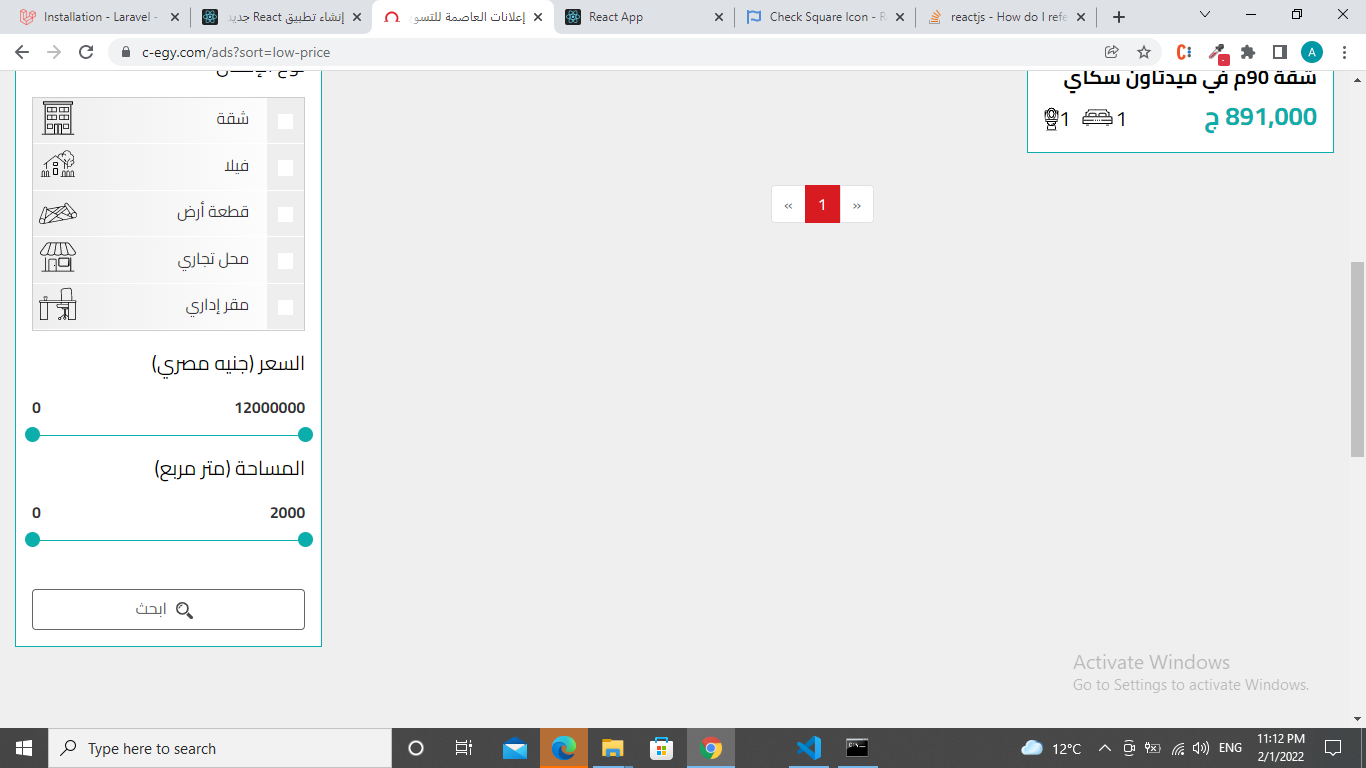 Installation - Laravel -
إنشاء تطبيق React جديد
إعلانات العاصمة للتسو
React App
Check Square Icon - R
reactjs - How do I refe
c-egy.com/ads?sort=low-price
A
شقة 90م في ميدتاون سكاي
891,000 ج
1
1
« 1 »
شقة
فيلا
قطعة أرض
محل تجاري
مقر إداري
السعر (جنيه مصري)
0 12000000
المساحة (متر مربع)
0 2000
ابحث
Activate Windows
Go to Settings to activate Windows.
Type here to search
12°C
ENG
11:12 PM
2/1/2022